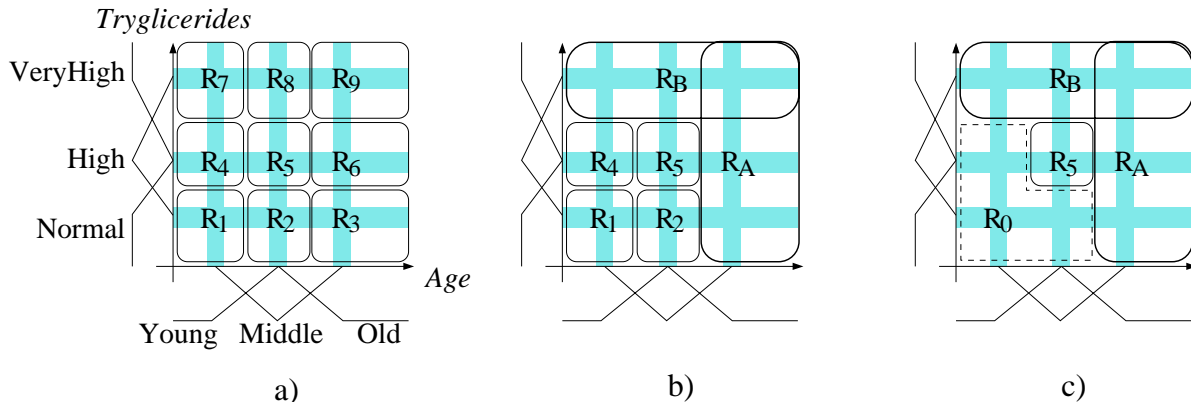 Tryglicerides
VeryHigh
High
Normal
R7 R8 R9
R4 R5 R6
R1 R2 R3
Age
Young Middle Old
a)
RB
R4 R5 RA
R1 R2
b)
RB
R5 RA
R0
c)